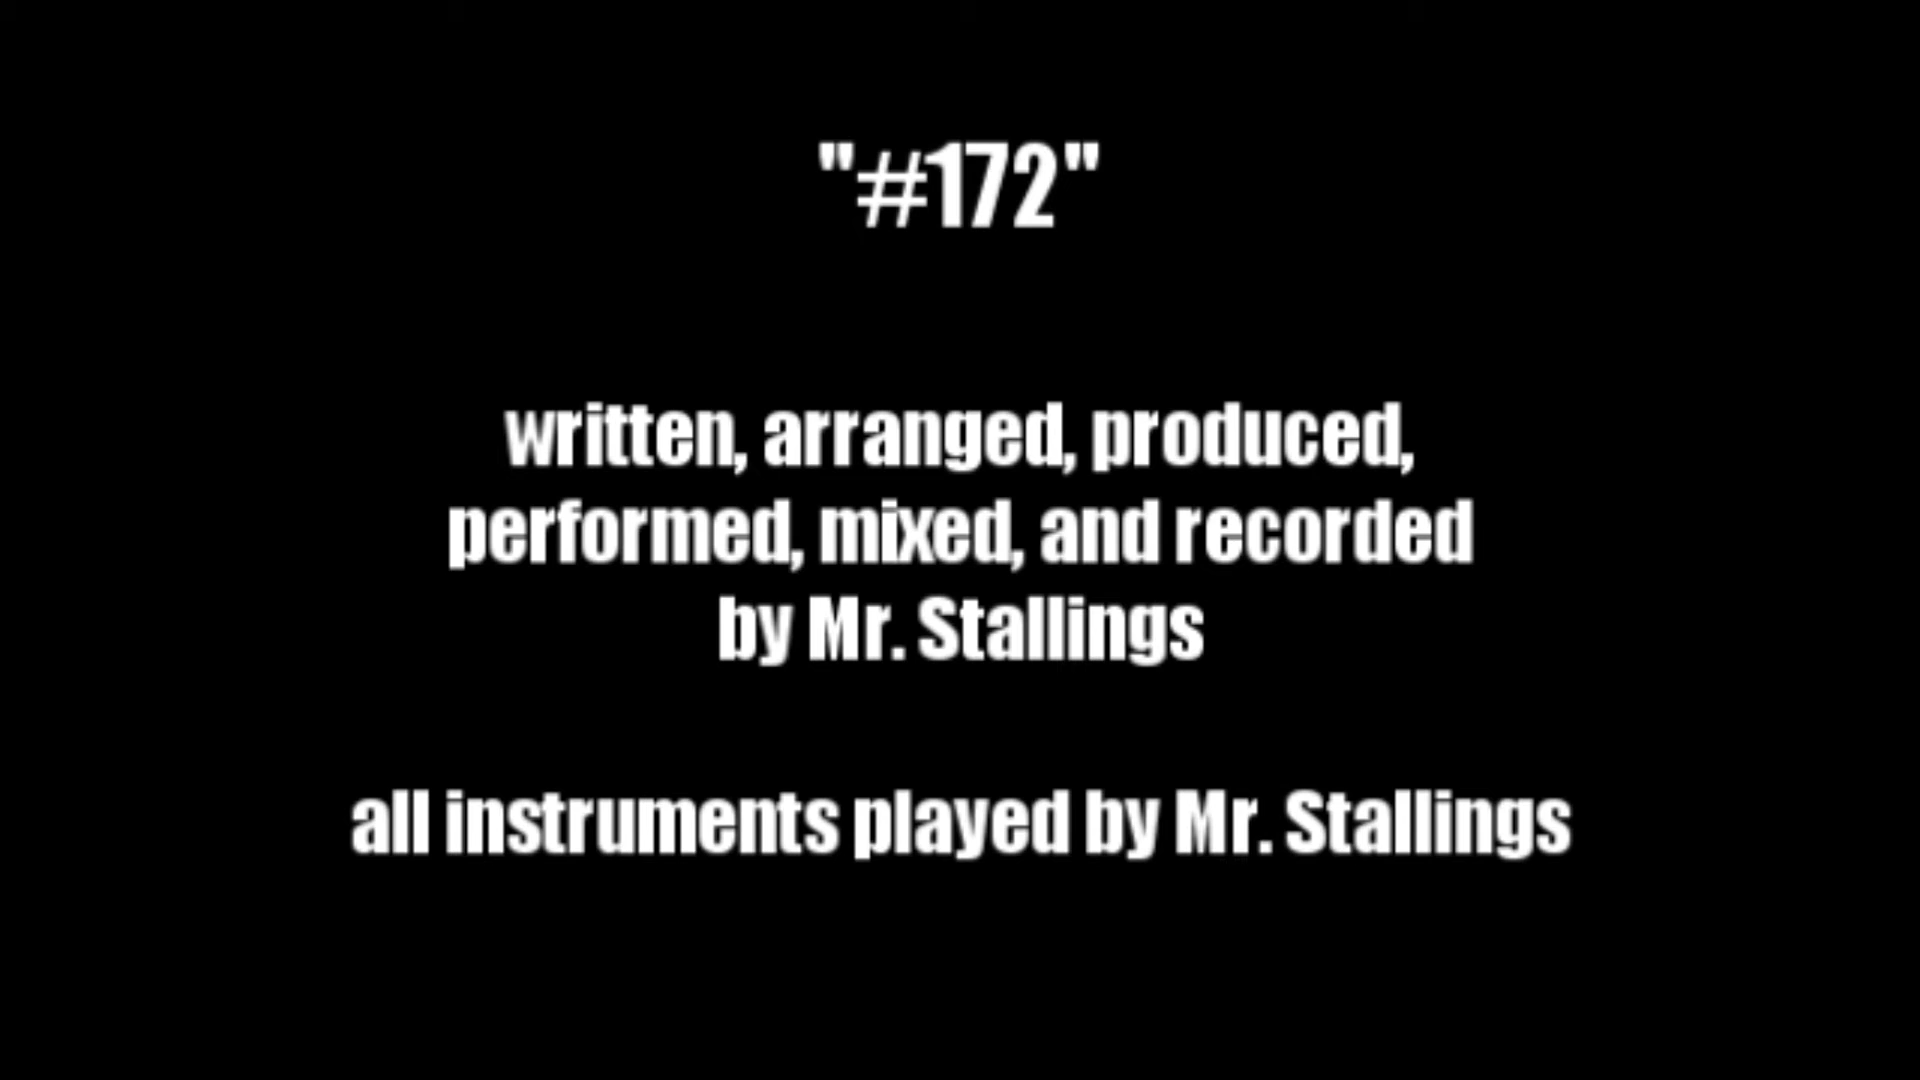 "#172"
written, arranged, produced,
performed, mixed, and recorded
by Mr. Stallings
all instruments played by Mr. Stallings